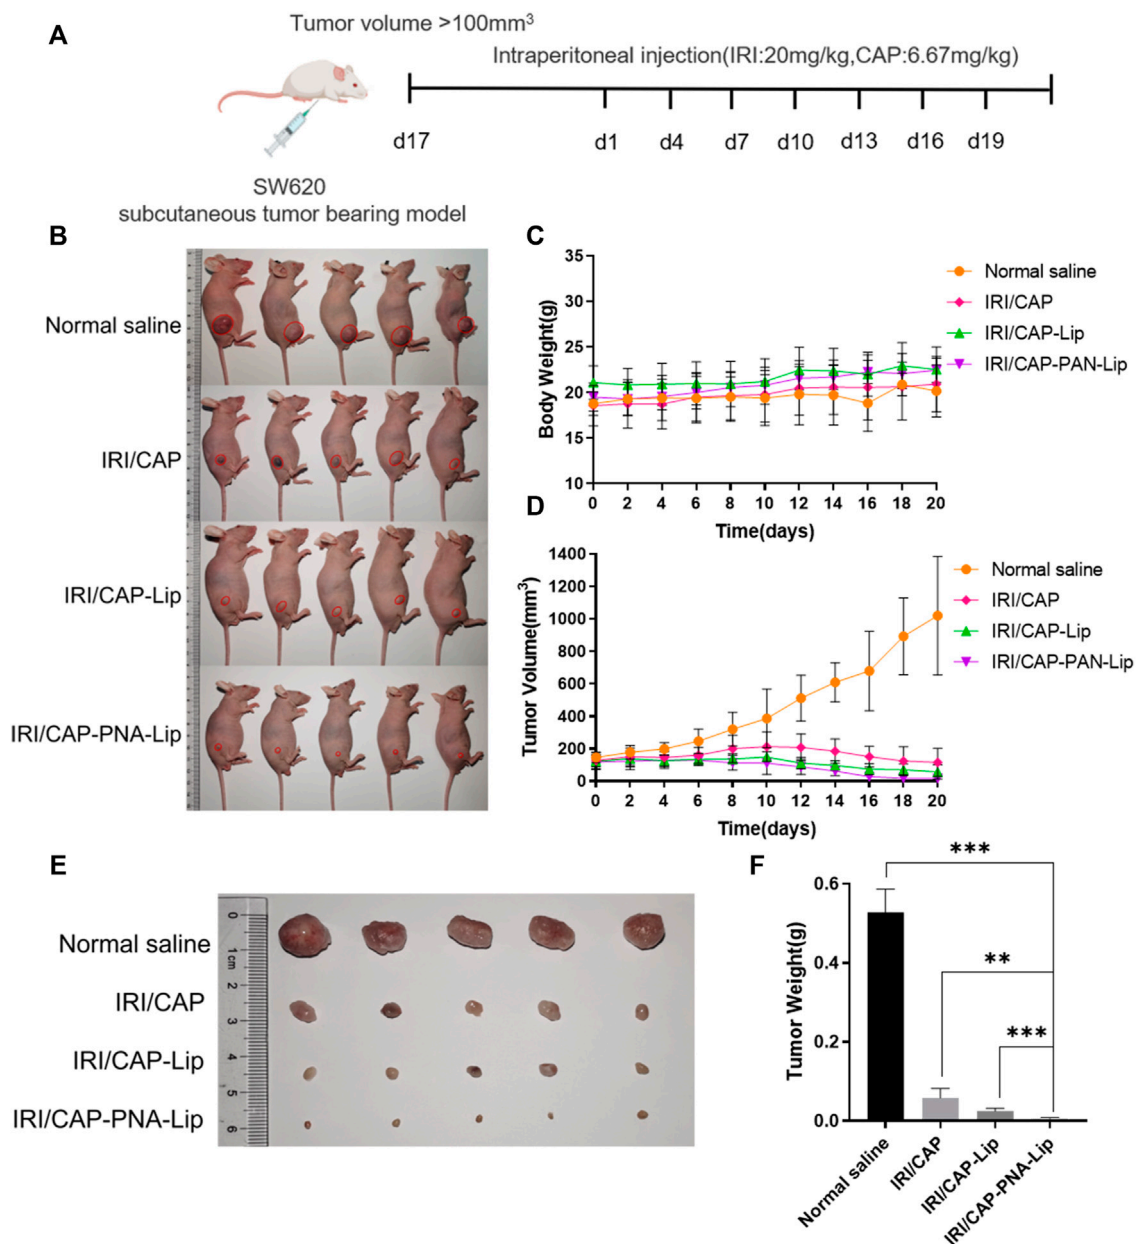 A
Tumor volume >100mm³
Intraperitoneal injection(IRI:20mg/kg,CAP:6.67mg/kg)
d17 d1 d4 d7 d10 d13 d16 d19
SW620
subcutaneous tumor bearing model
B
Normal saline
IRI/CAP
IRI/CAP-Lip
IRI/CAP-PNA-Lip
C
35
30
25
20
15
10
Body Weight(g)
0 2 4 6 8 10 12 14 16 18 20
Time(days)
Normal saline
IRI/CAP
IRI/CAP-Lip
IRI/CAP-PAN-Lip
D
1400
1200
1000
800
600
400
200
0
Tumor Volume(mm³)
0 2 4 6 8 10 12 14 16 18 20
Time(days)
Normal saline
IRI/CAP
IRI/CAP-Lip
IRI/CAP-PAN-Lip
E
Normal saline
IRI/CAP
IRI/CAP-Lip
IRI/CAP-PNA-Lip
0
1cm
2
3
4
5
6
F
***
**
***
0.6
0.4
0.2
0.0
Tumor Weight(g)
Normal saline
IRI/CAP
IRI/CAP-Lip
IRI/CAP-PNA-Lip